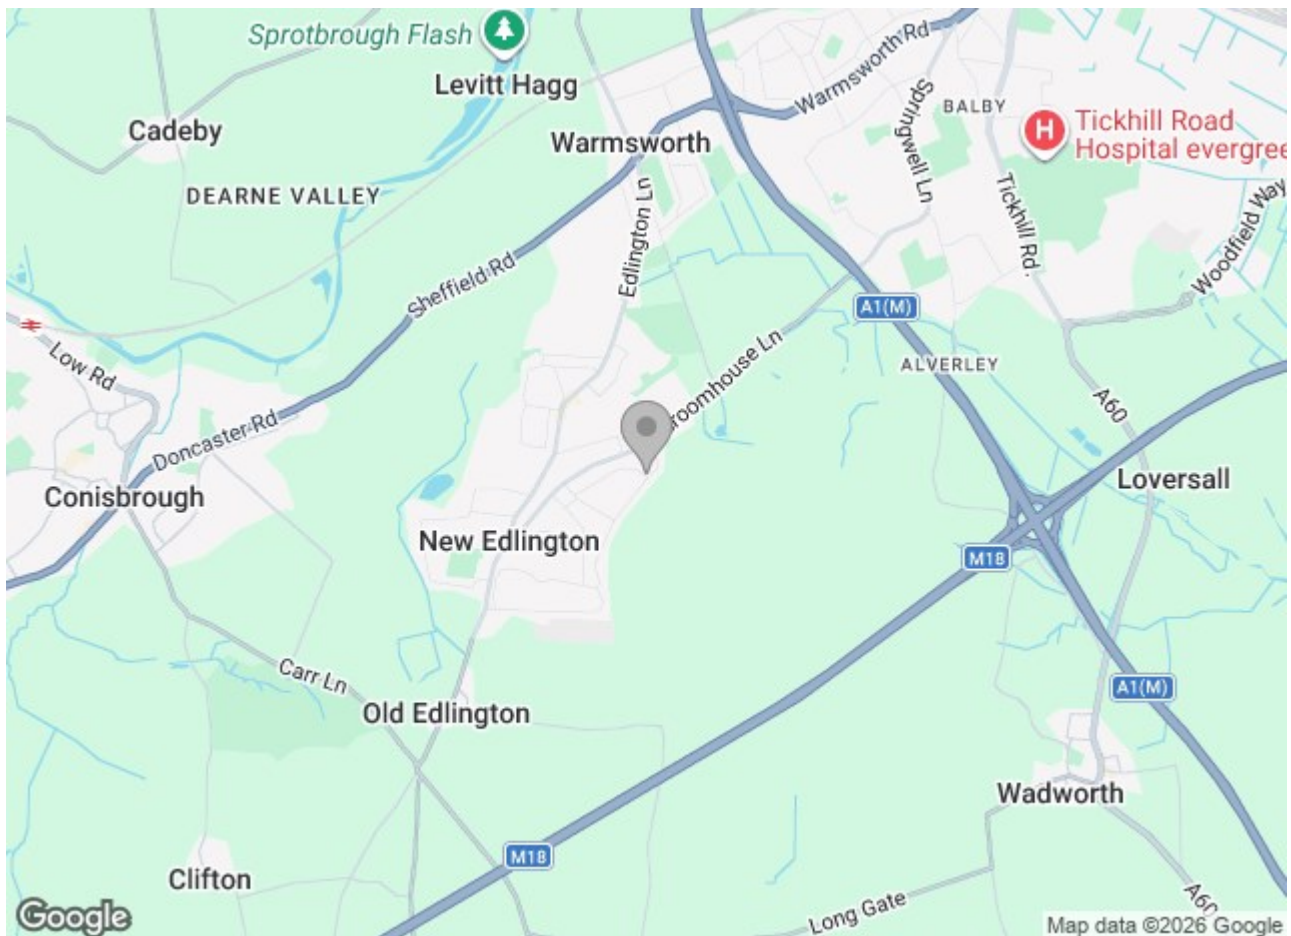 Sprotbrough Flash
Levitt Hagg
Cadeby
Warmsworth
Warmsworth Rd
BALBY
Springwell Ln
H
Tickhill Road
Hospital evergree
DEARNE VALLEY
Edlington Ln
Tickhill Rd
Woodfield Way
Sheffield Rd
A1(M)
Low Rd
roomhouse Ln
ALVERLEY
A60
Doncaster Rd
Conisbrough
Loversall
New Edlington
M18
Carr Ln
Old Edlington
A1(M)
Wadworth
M18
Clifton
A60
Long Gate
Google
Map data ©2026 Google